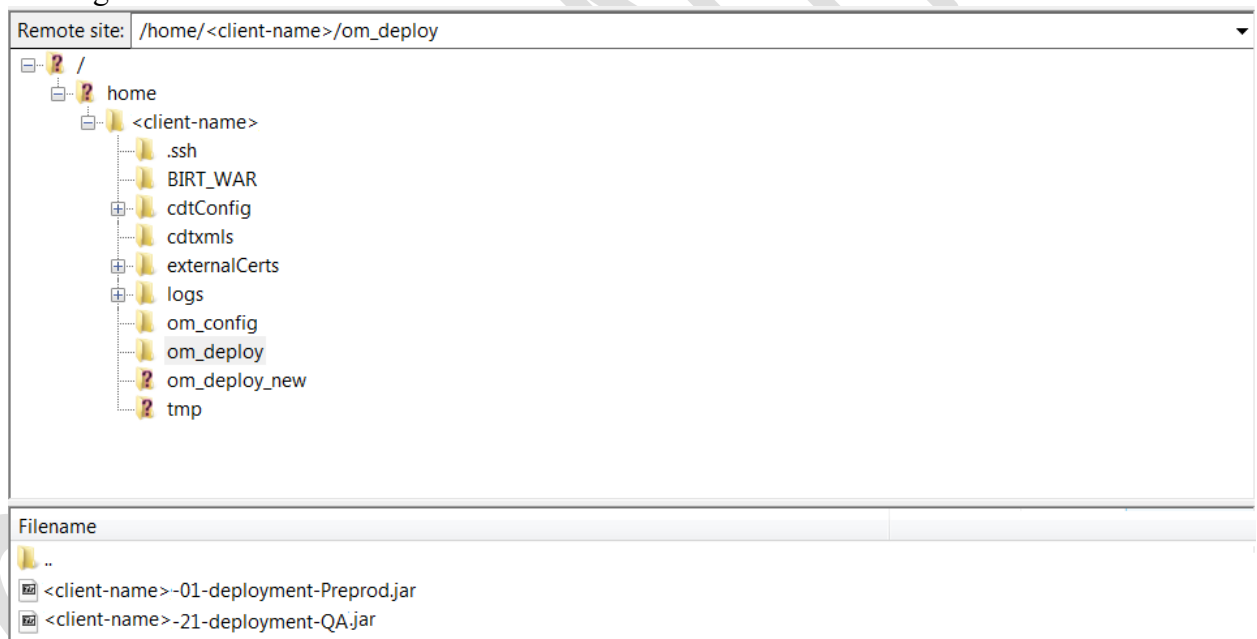 Remote site: /home/<client-name>/om_deploy
/
home
<client-name>
.ssh
BIRT_WAR
cdtConfig
cdtxmls
externalCerts
logs
om_config
om_deploy
om_deploy_new
tmp
Filename
..
<client-name>-01-deployment-Preprod.jar
<client-name>-21-deployment-QA.jar